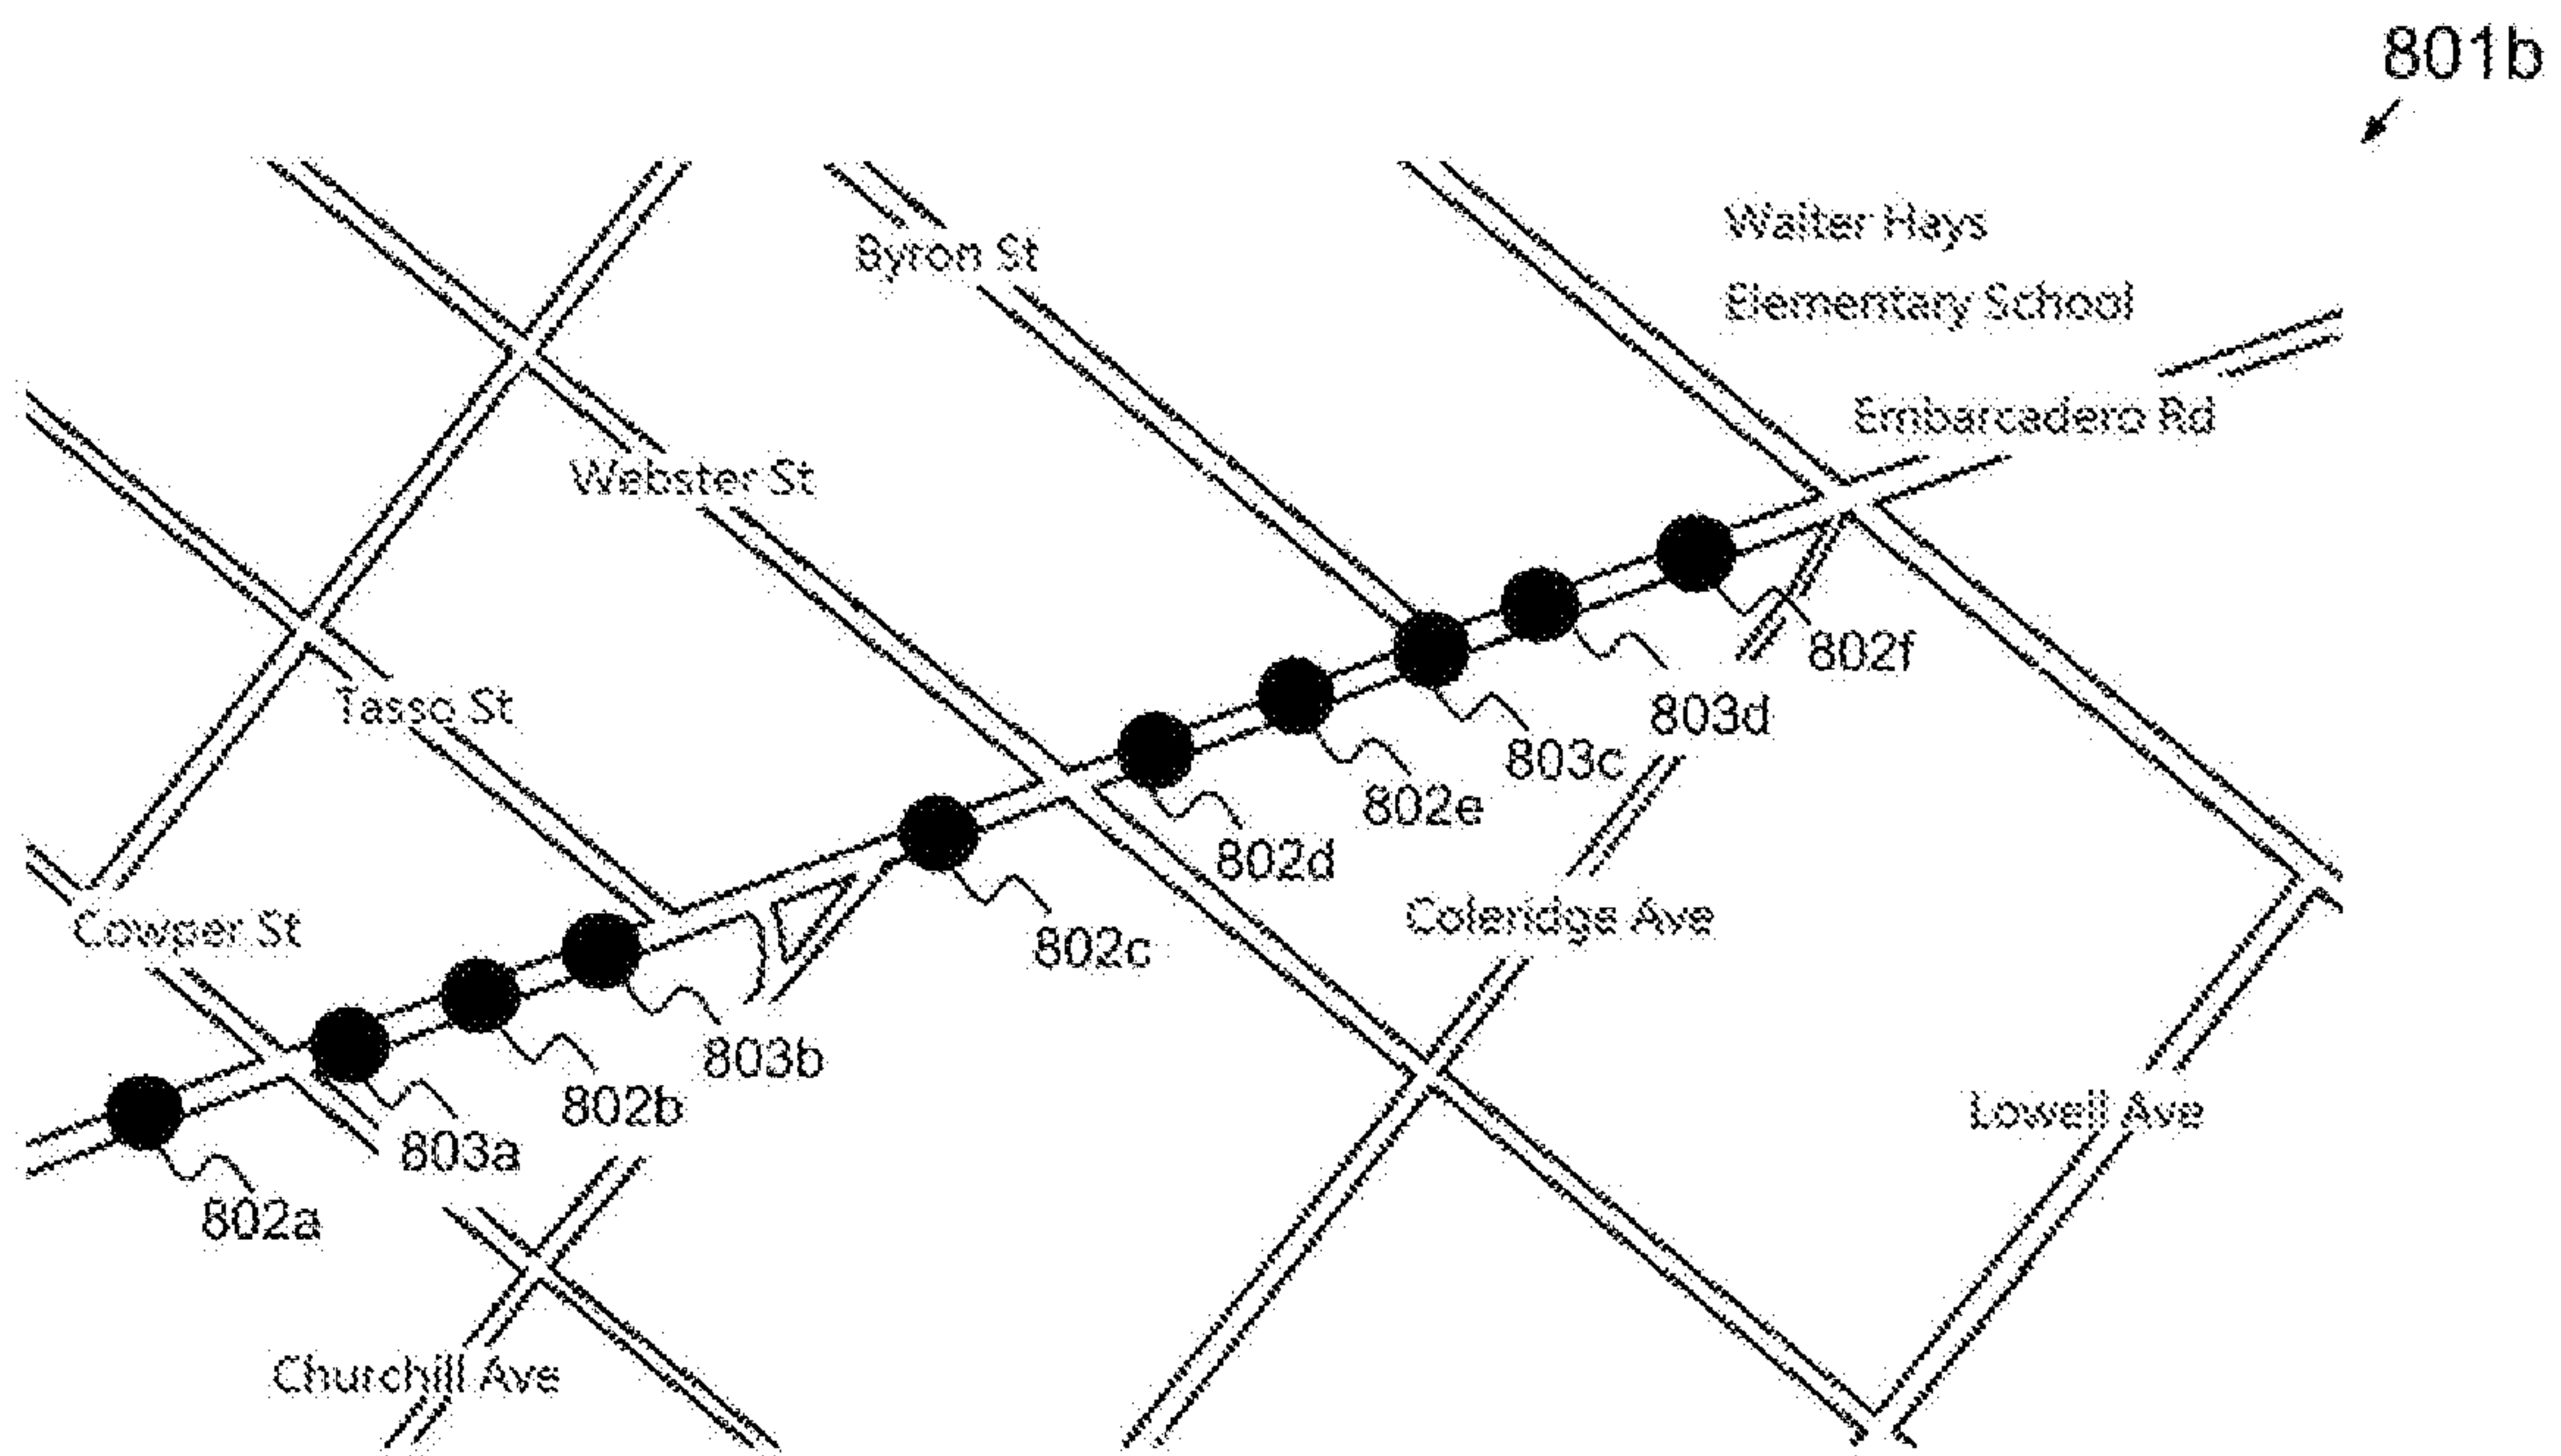 801b
Walter Hays
Elementary School
Byron St
Embarcadero Rd
Webster St
802f
Tasso St
803d
803c
802e
802d
Coleridge Ave
Cowper St
802c
803b
802b
Lowell Ave
803a
802a
Churchill Ave